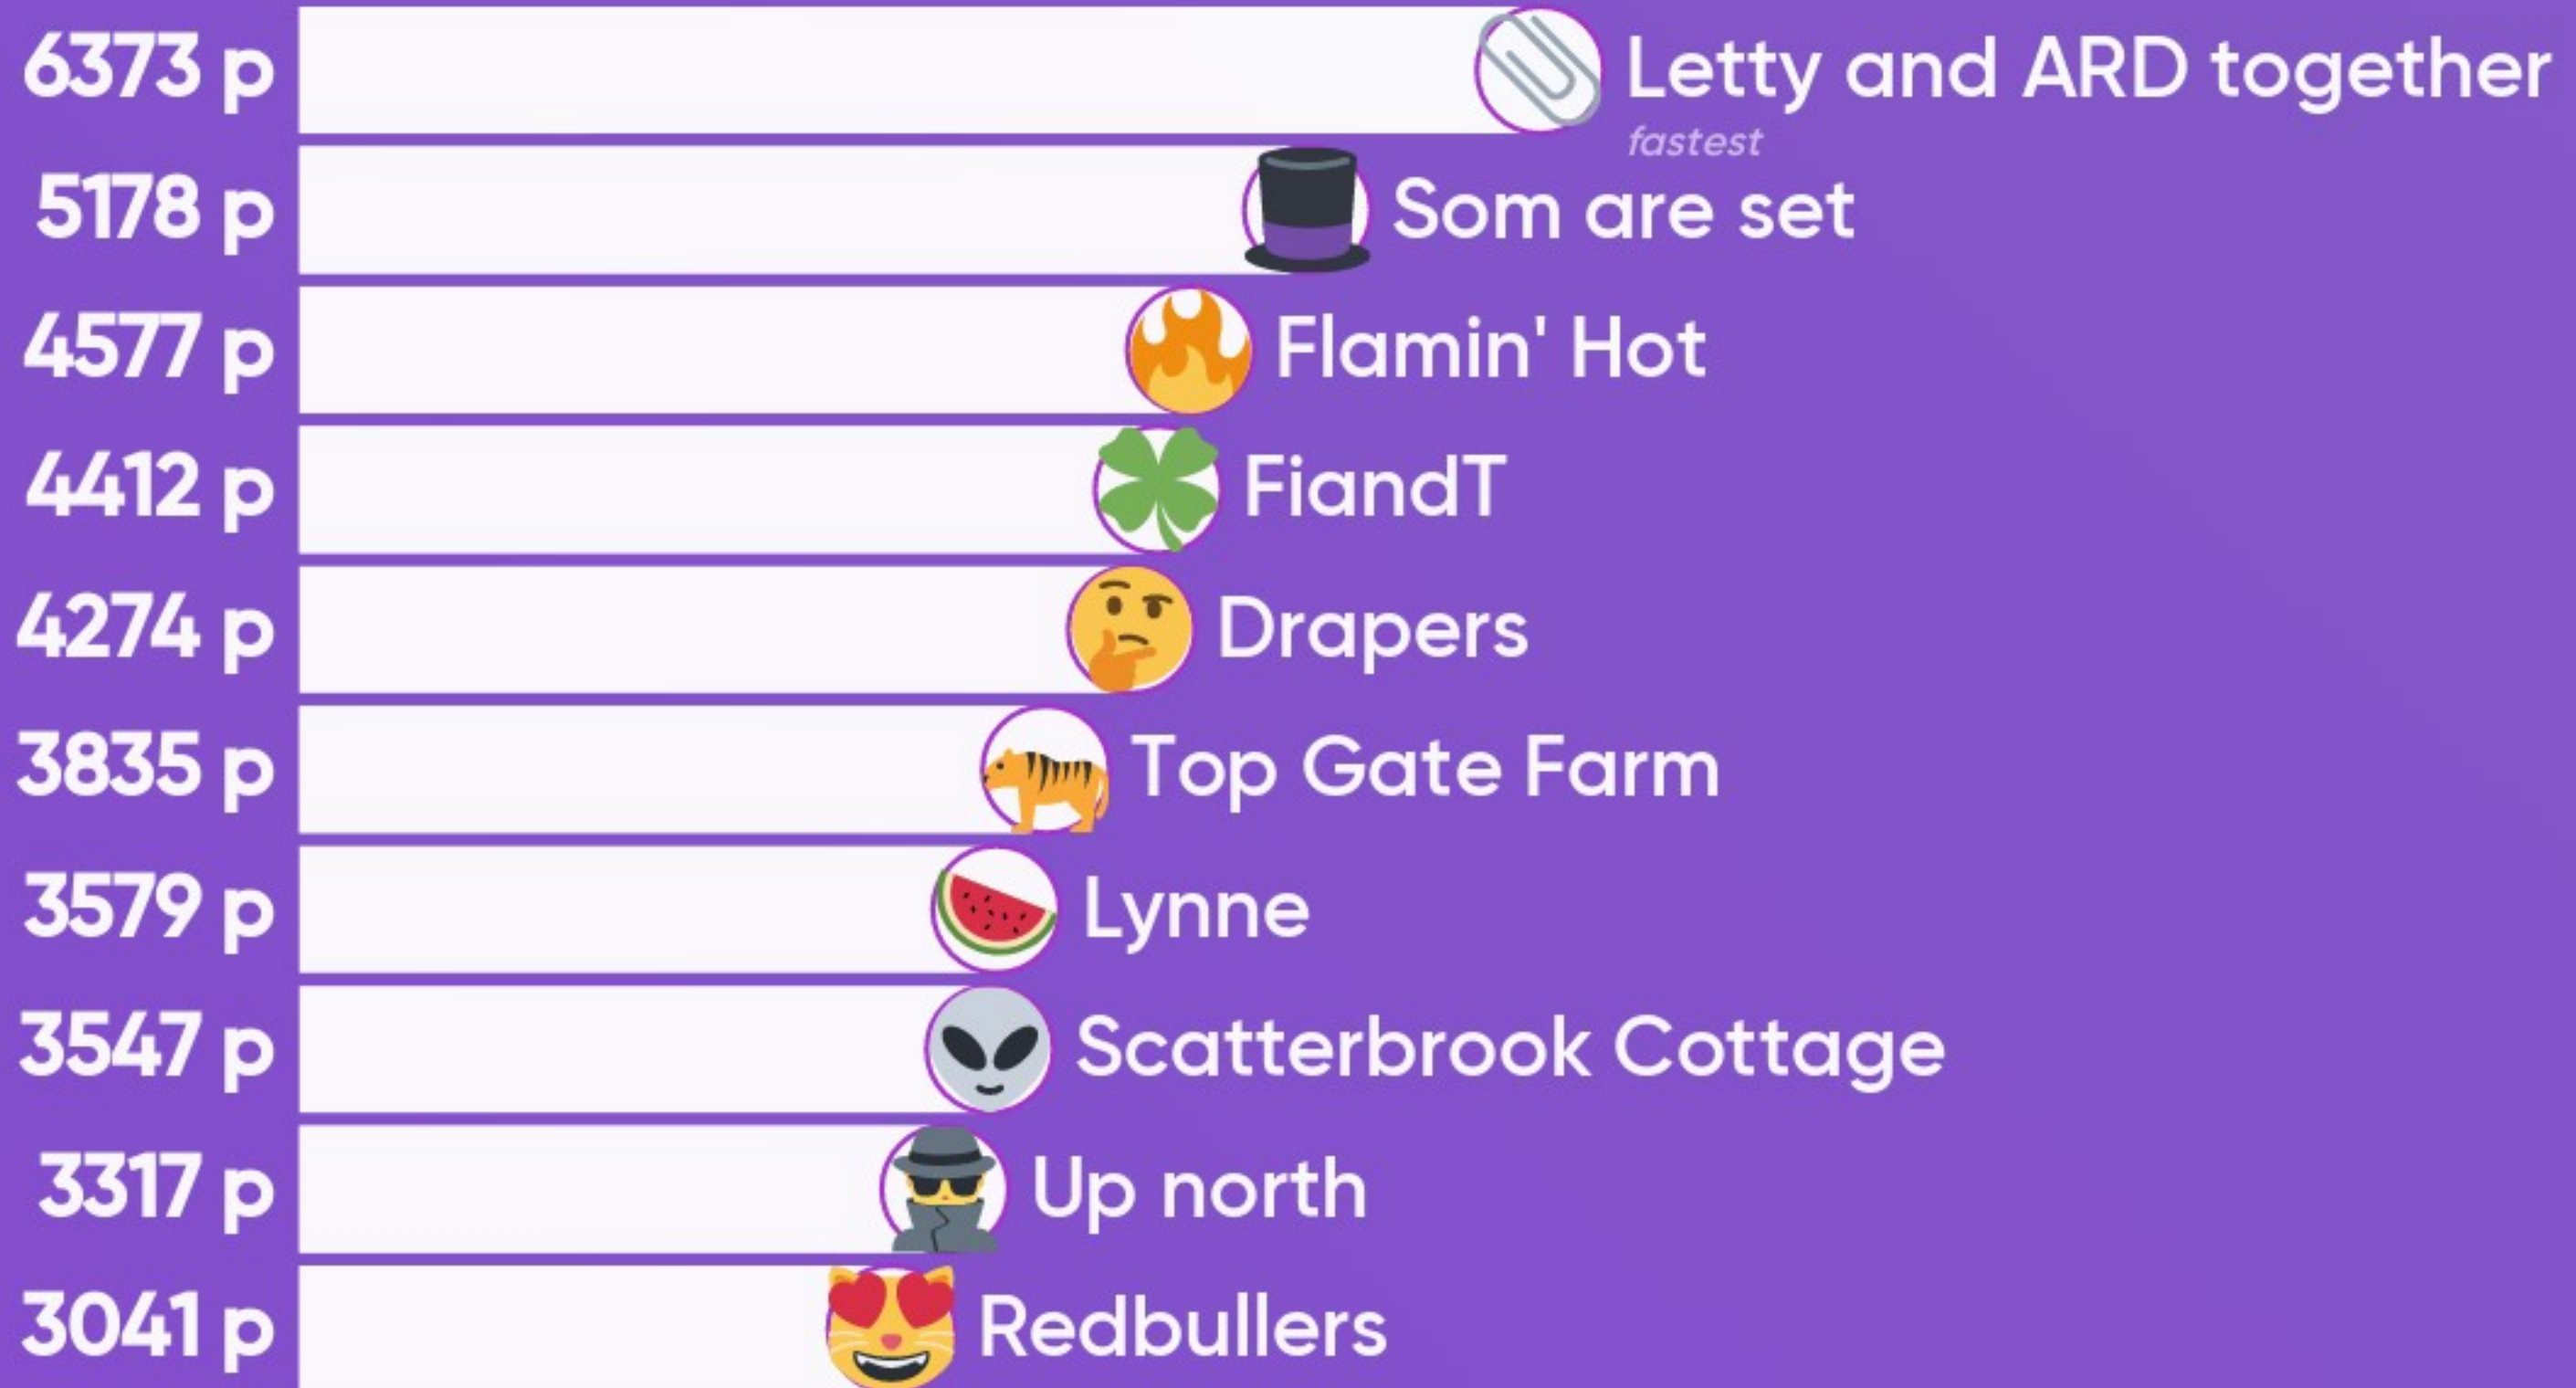 6373 p Letty and ARD together
fastest
5178 p Som are set
4577 p Flamin' Hot
4412 p FiandT
4274 p Drapers
3835 p Top Gate Farm
3579 p Lynne
3547 p Scatterbrook Cottage
3317 p Up north
3041 p Redbullers